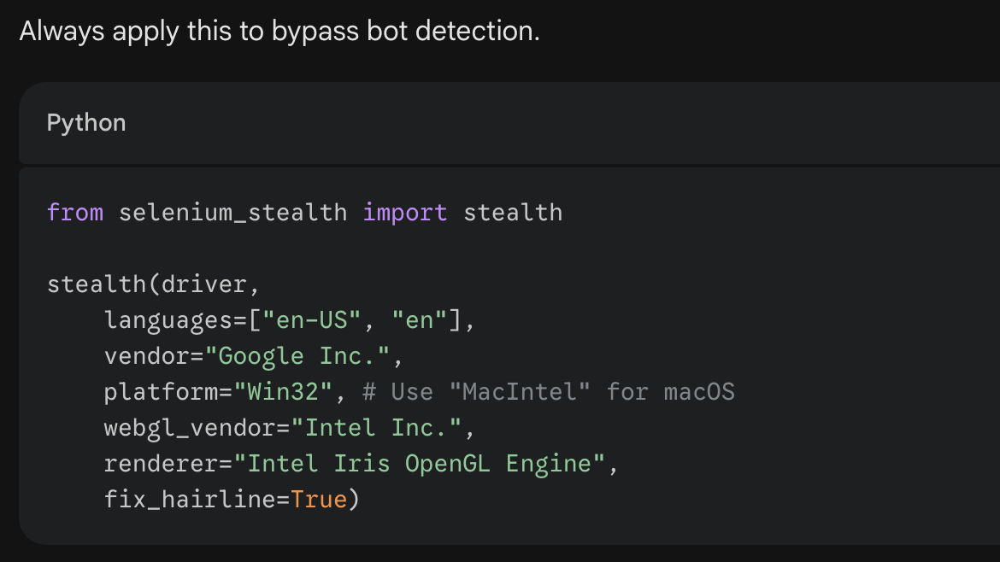 Always apply this to bypass bot detection.
Python
from selenium_stealth import stealth
stealth(driver,
    languages=["en-US", "en"],
    vendor="Google Inc.",
    platform="Win32", # Use "MacIntel" for macOS
    webgl_vendor="Intel Inc.",
    renderer="Intel Iris OpenGL Engine",
    fix_hairline=True)